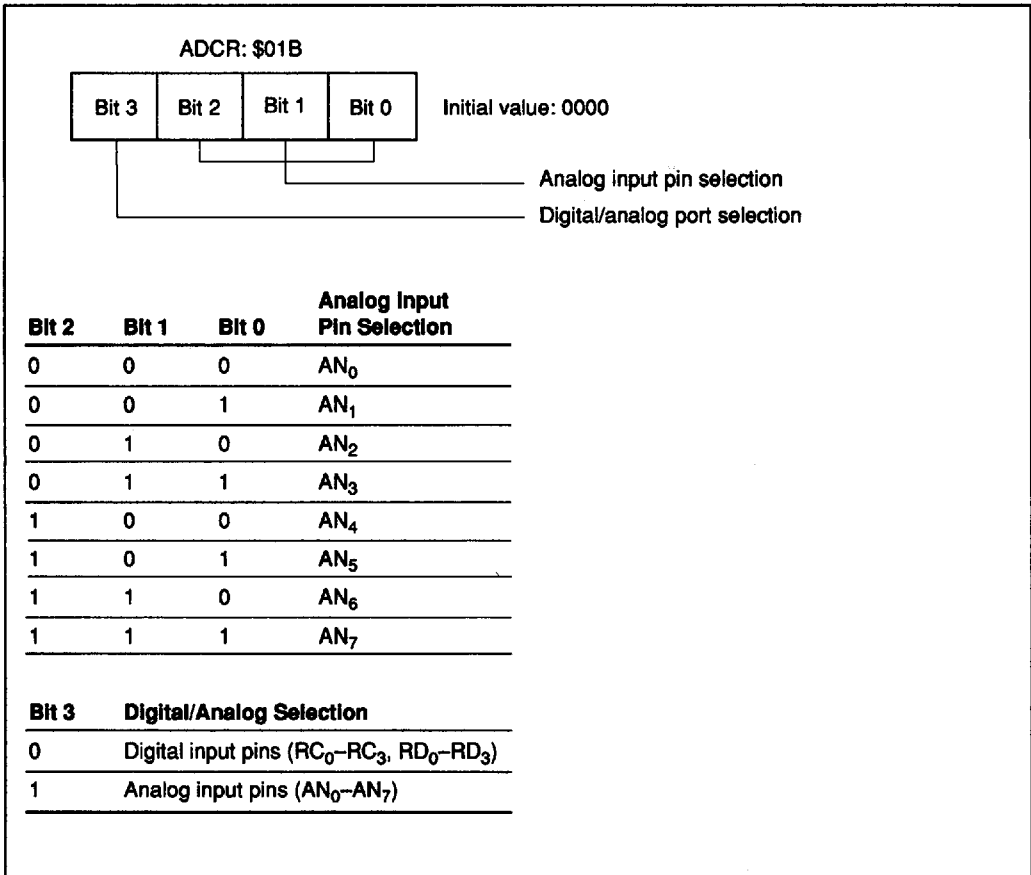 ADCR: $01B
Bit 3 Bit 2 Bit 1 Bit 0 Initial value: 0000
Analog input pin selection
Digital/analog port selection
Analog Input
Bit 2 Bit 1 Bit 0 Pin Selection
0 0 0 AN₀
0 0 1 AN₁
0 1 0 AN₂
0 1 1 AN₃
1 0 0 AN₄
1 0 1 AN₅
1 1 0 AN₆
1 1 1 AN₇
Bit 3 Digital/Analog Selection
0 Digital input pins (RC₀–RC₃, RD₀–RD₃)
1 Analog input pins (AN₀–AN₇)